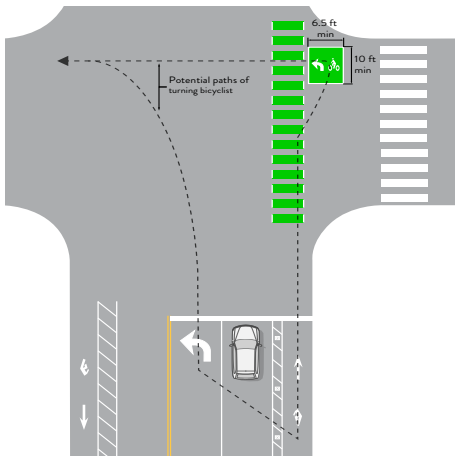 6.5 ft
min
10 ft
min
Potential paths of
turning bicyclist